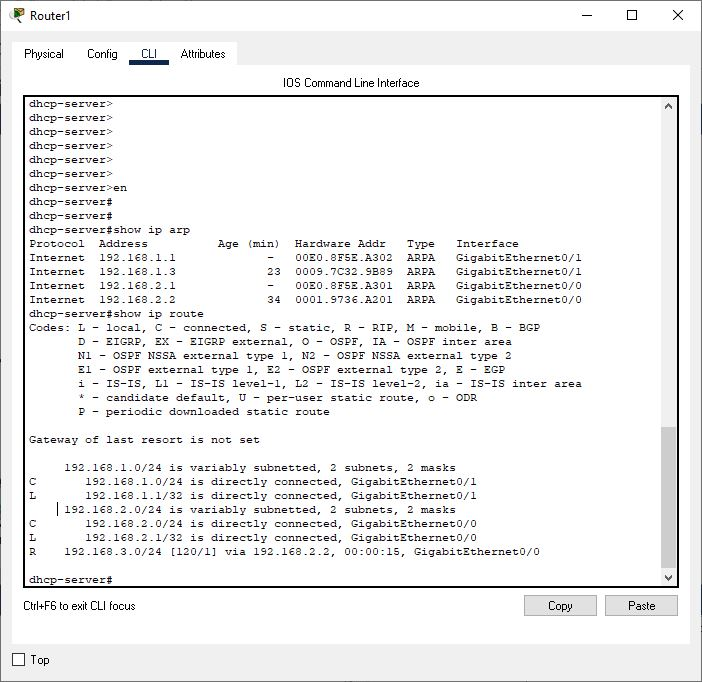 Router1
Physical Config CLI Attributes
IOS Command Line Interface
dhcp-server>
dhcp-server>
dhcp-server>
dhcp-server>
dhcp-server>
dhcp-server>
dhcp-server>en
dhcp-server#
dhcp-server#
dhcp-server#show ip arp
Protocol  Address          Age (min)  Hardware Addr   Type   Interface
Internet  192.168.1.1             -   00E0.8F5E.A302  ARPA   GigabitEthernet0/1
Internet  192.168.1.3             23  0009.7C32.9B89  ARPA   GigabitEthernet0/1
Internet  192.168.2.1             -   00E0.8F5E.A301  ARPA   GigabitEthernet0/0
Internet  192.168.2.2             34  0001.9736.A201  ARPA   GigabitEthernet0/0
dhcp-server#show ip route
Codes: L - local, C - connected, S - static, R - RIP, M - mobile, B - BGP
       D - EIGRP, EX - EIGRP external, O - OSPF, IA - OSPF inter area
       N1 - OSPF NSSA external type 1, N2 - OSPF NSSA external type 2
       E1 - OSPF external type 1, E2 - OSPF external type 2, E - EGP
       i - IS-IS, L1 - IS-IS level-1, L2 - IS-IS level-2, ia - IS-IS inter area
       * - candidate default, U - per-user static route, o - ODR
       P - periodic downloaded static route
Gateway of last resort is not set
     192.168.1.0/24 is variably subnetted, 2 subnets, 2 masks
C       192.168.1.0/24 is directly connected, GigabitEthernet0/1
L       192.168.1.1/32 is directly connected, GigabitEthernet0/1
     192.168.2.0/24 is variably subnetted, 2 subnets, 2 masks
C       192.168.2.0/24 is directly connected, GigabitEthernet0/0
L       192.168.2.1/32 is directly connected, GigabitEthernet0/0
R    192.168.3.0/24 [120/1] via 192.168.2.2, 00:00:15, GigabitEthernet0/0
dhcp-server#
Ctrl+F6 to exit CLI focus
Copy Paste
Top